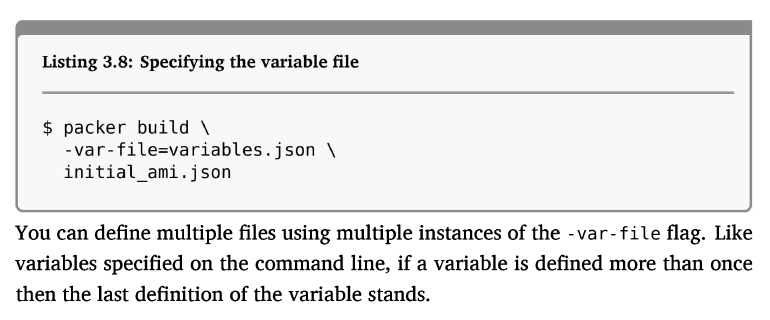 Listing 3.8: Specifying the variable file
$ packer build \
-var-file=variables.json \
initial_ami.json
You can define multiple files using multiple instances of the -var-file flag. Like
variables specified on the command line, if a variable is defined more than once
then the last definition of the variable stands.